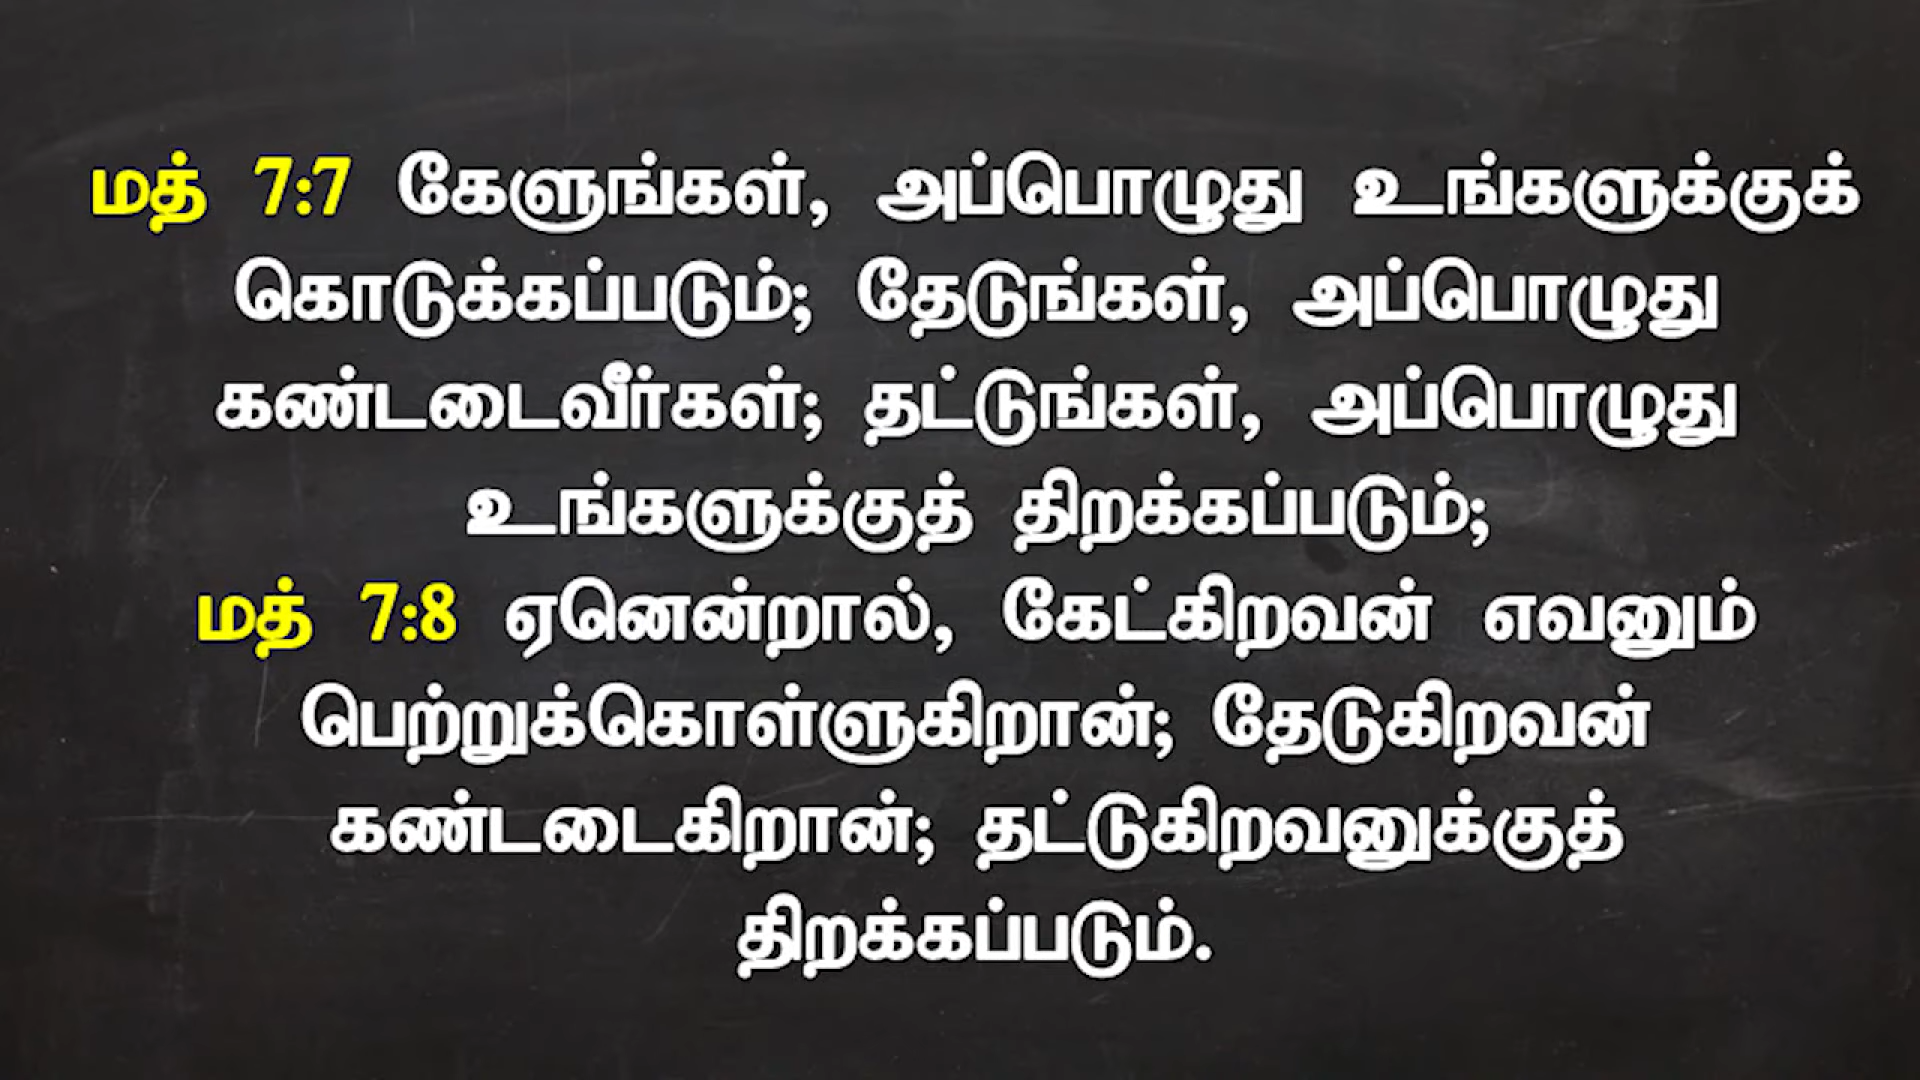 மத் 7:7 கேளுங்கள், அப்பொழுது உங்களுக்குக்
கொடுக்கப்படும்; தேடுங்கள், அப்பொழுது
கண்டடைவீர்கள்; தட்டுங்கள், அப்பொழுது
உங்களுக்குத் திறக்கப்படும்;
மத் 7:8 ஏனென்றால், கேட்கிறவன் எவனும்
பெற்றுக்கொள்ளுகிறான்; தேடுகிறவன்
கண்டடைகிறான்; தட்டுகிறவனுக்குத்
திறக்கப்படும்.